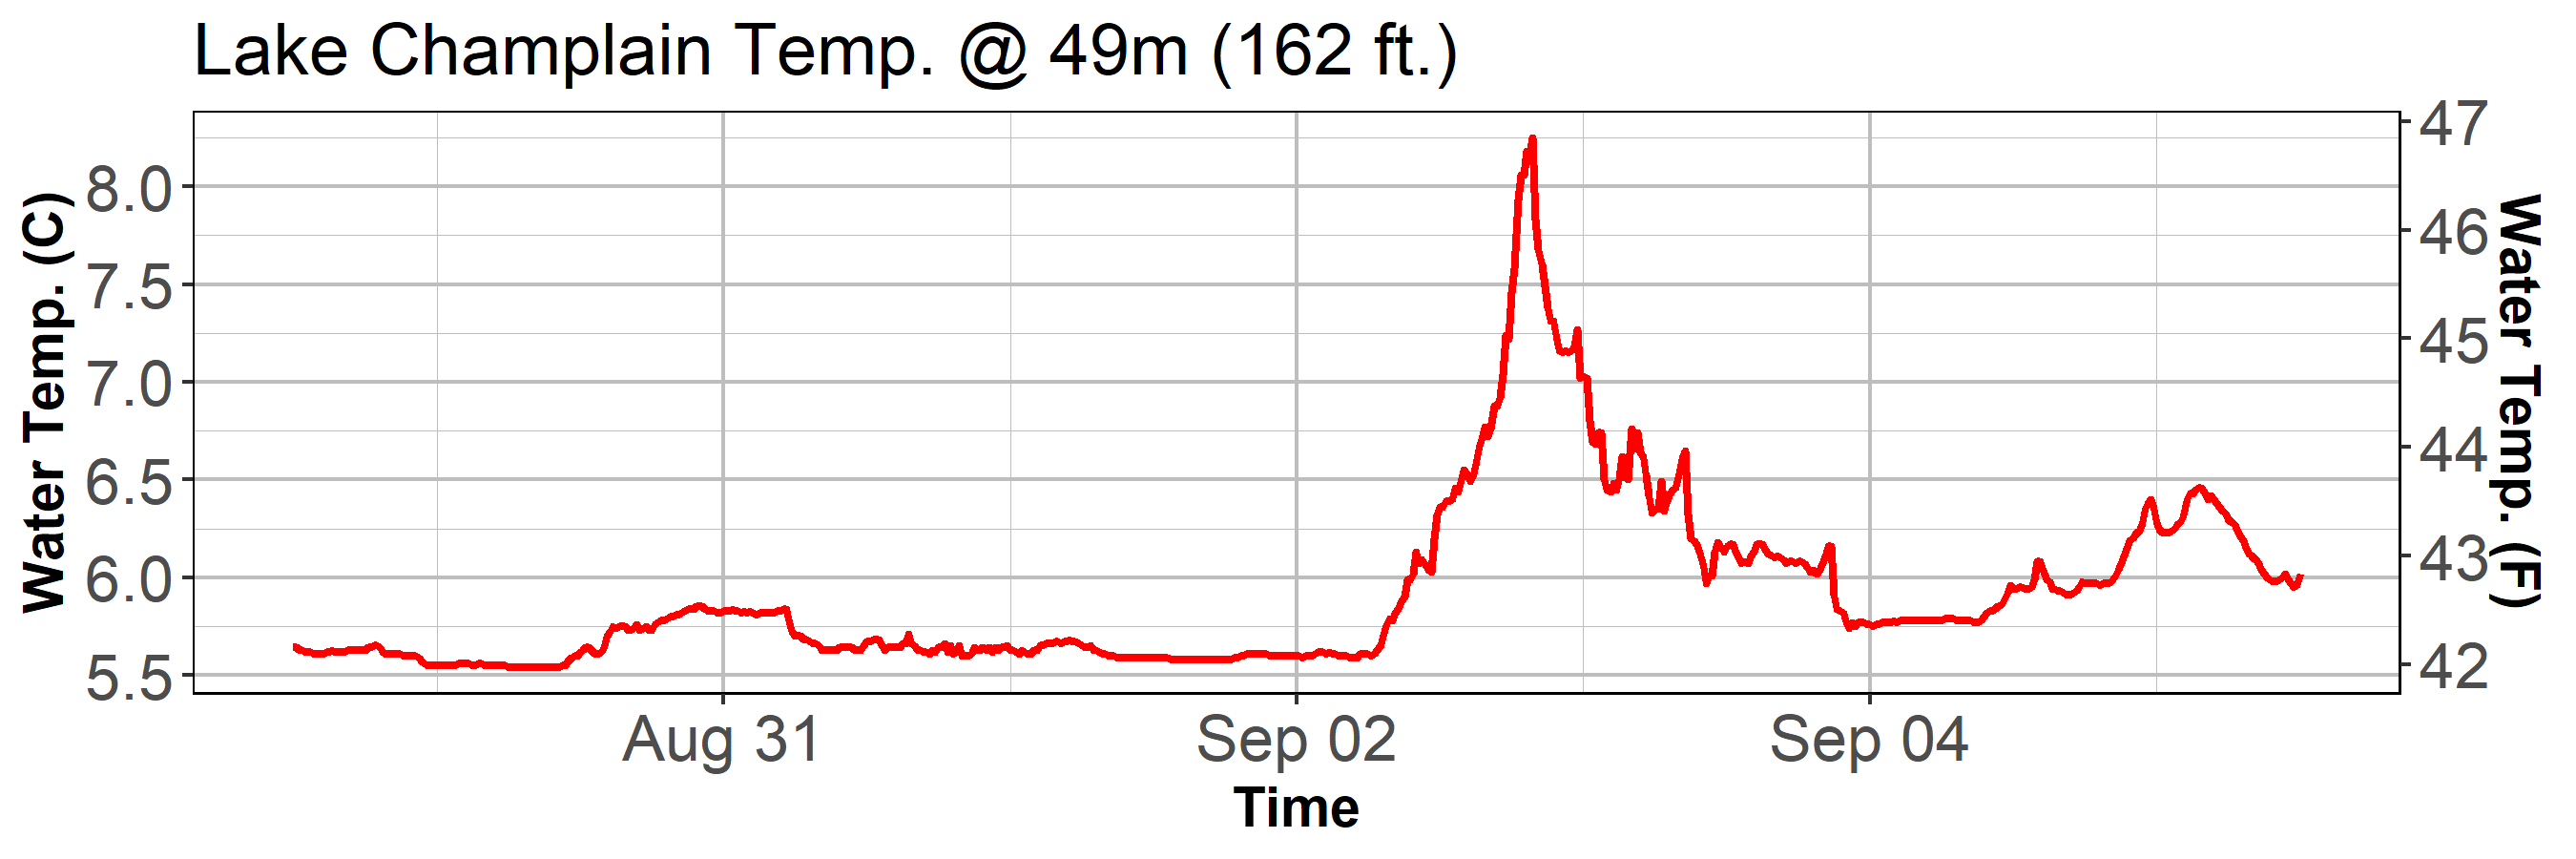 Lake Champlain Temp. @ 49m (162 ft.)
Water Temp. (C)
8.0
7.5
7.0
6.5
6.0
5.5
47
46
45
44
43
42
Water Temp. (F)
Aug 31
Sep 02
Sep 04
Time